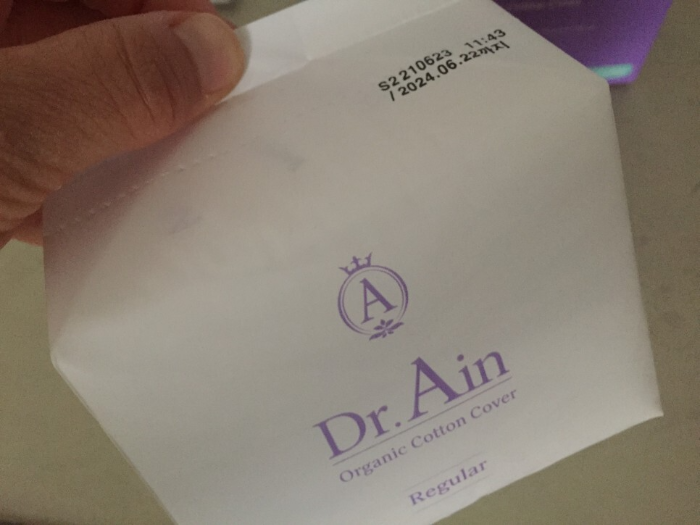 S2210623 11:43
/ 2024.06.22까지
A
Dr.Ain
Organic Cotton Cover
Regular